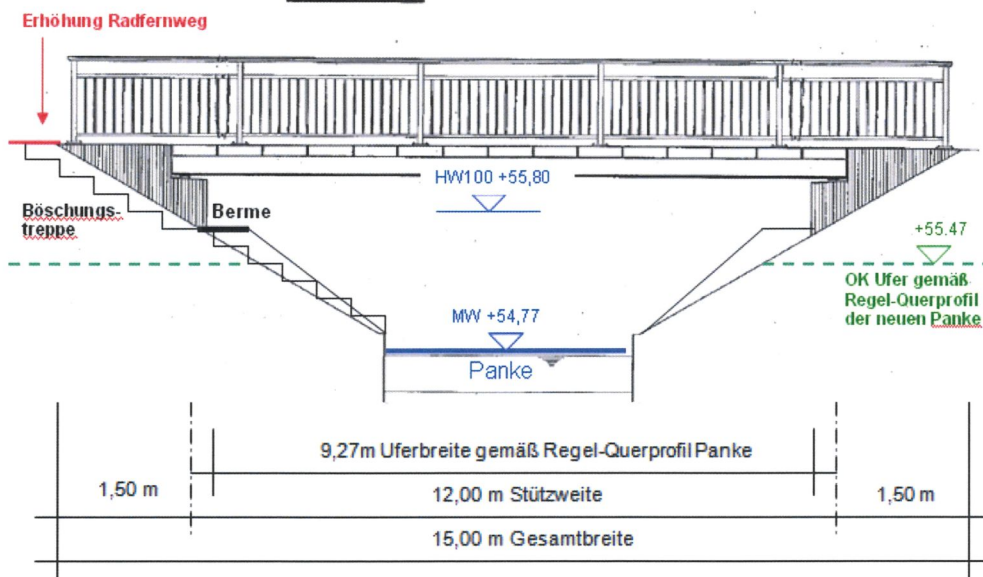 Erhöhung Radfernweg
HW100 +55,80
Böschungs-
treppe
Berme
+55.47
OK Ufer gemäß
Regel-Querprofil
der neuen Panke
MW +54,77
Panke
9,27m Uferbreite gemäß Regel-Querprofil Panke
1,50 m
12,00 m Stützweite
1,50 m
15,00 m Gesamtbreite